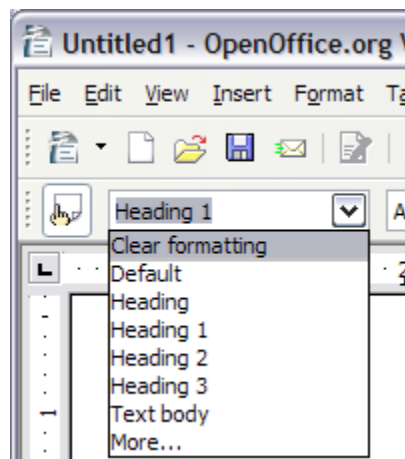 Untitled1 - OpenOffice.org
File Edit View Insert Format
Heading 1
Clear formatting
Default
Heading
Heading 1
Heading 2
Heading 3
Text body
More...
1